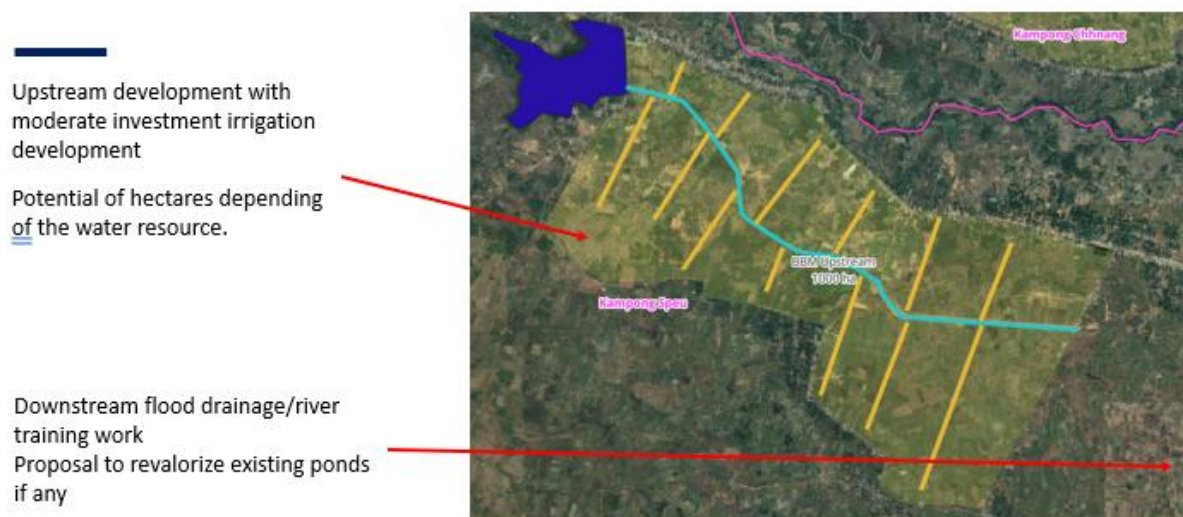 Upstream development with
moderate investment irrigation
development
Potential of hectares depending
of the water resource.
Downstream flood drainage/river
training work
Proposal to revalorize existing ponds
if any
Kampong Chhnang
BBM Upstream
1000 ha
Kampong Speu